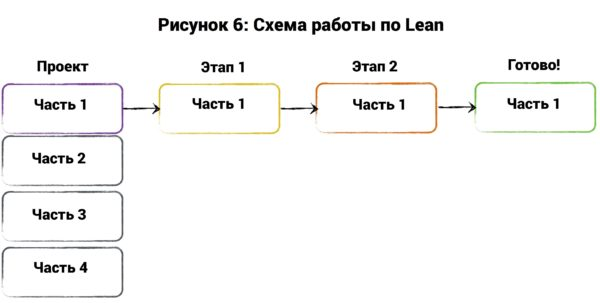 Рисунок 6: Схема работы по Lean
Проект Этап 1 Этап 2 Готово!
Часть 1 Часть 1 Часть 1 Часть 1
Часть 2
Часть 3
Часть 4